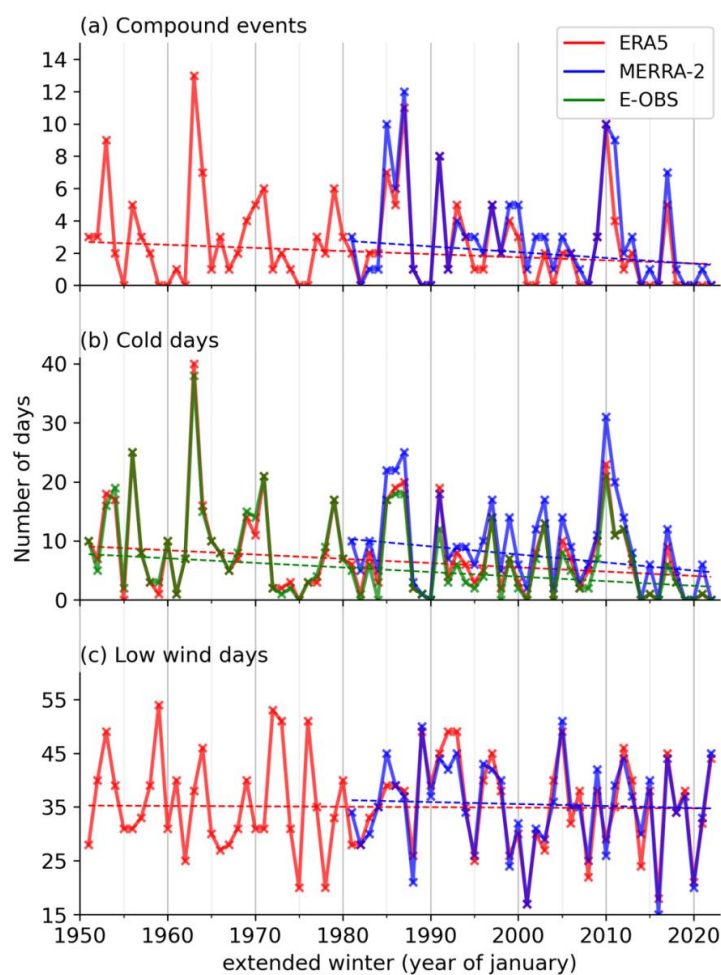 (a) Compound events
ERA5
MERRA-2
E-OBS
14
12
10
8
6
4
2
0
(b) Cold days
40
30
20
10
0
Number of days
(c) Low wind days
55
45
35
25
15
1950 1960 1970 1980 1990 2000 2010 2020
extended winter (year of january)